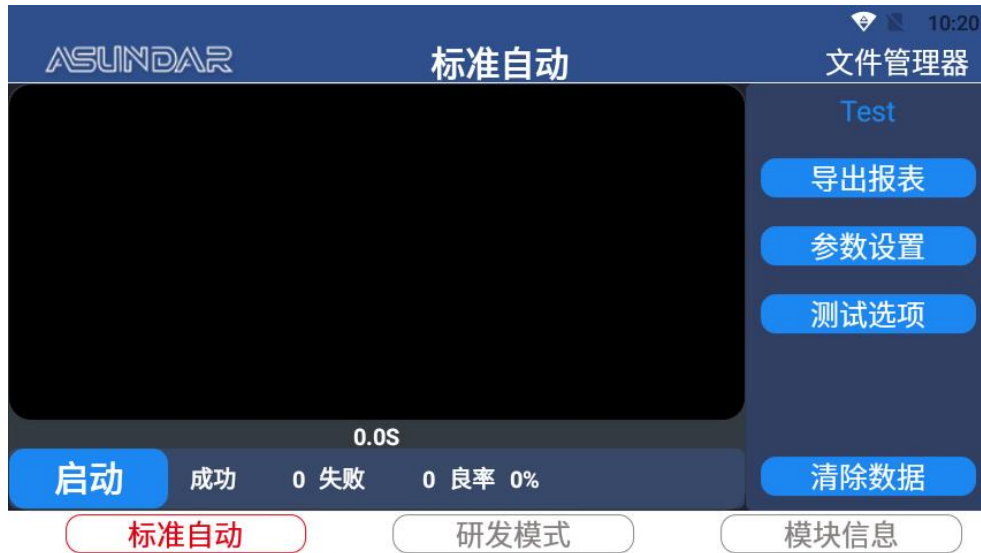 10:20
ASUNDAR
标准自动
文件管理器
Test
导出报表
参数设置
测试选项
0.0S
启动 成功 0 失败 0 良率 0%
清除数据
标准自动 研发模式 模块信息